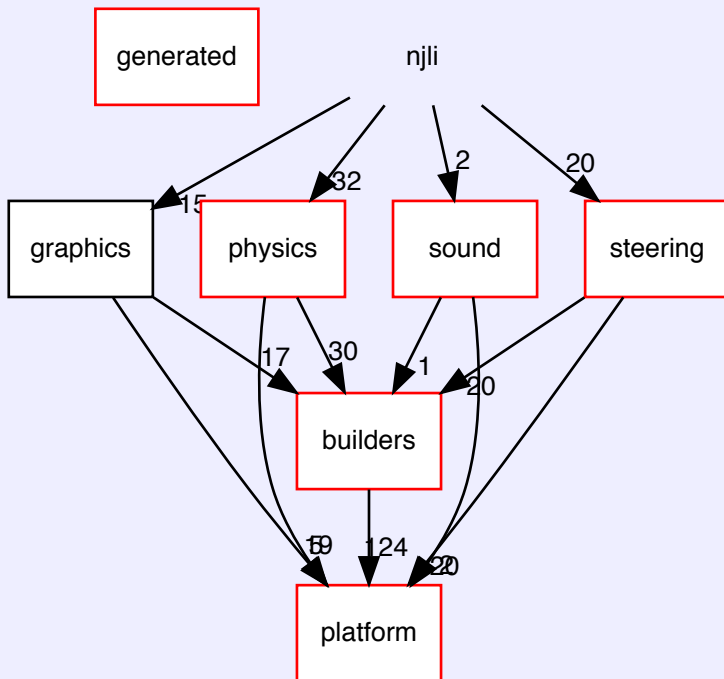 generated
njli
2
20
32
15
graphics
physics
sound
steering
17
30
1
20
builders
124
platform